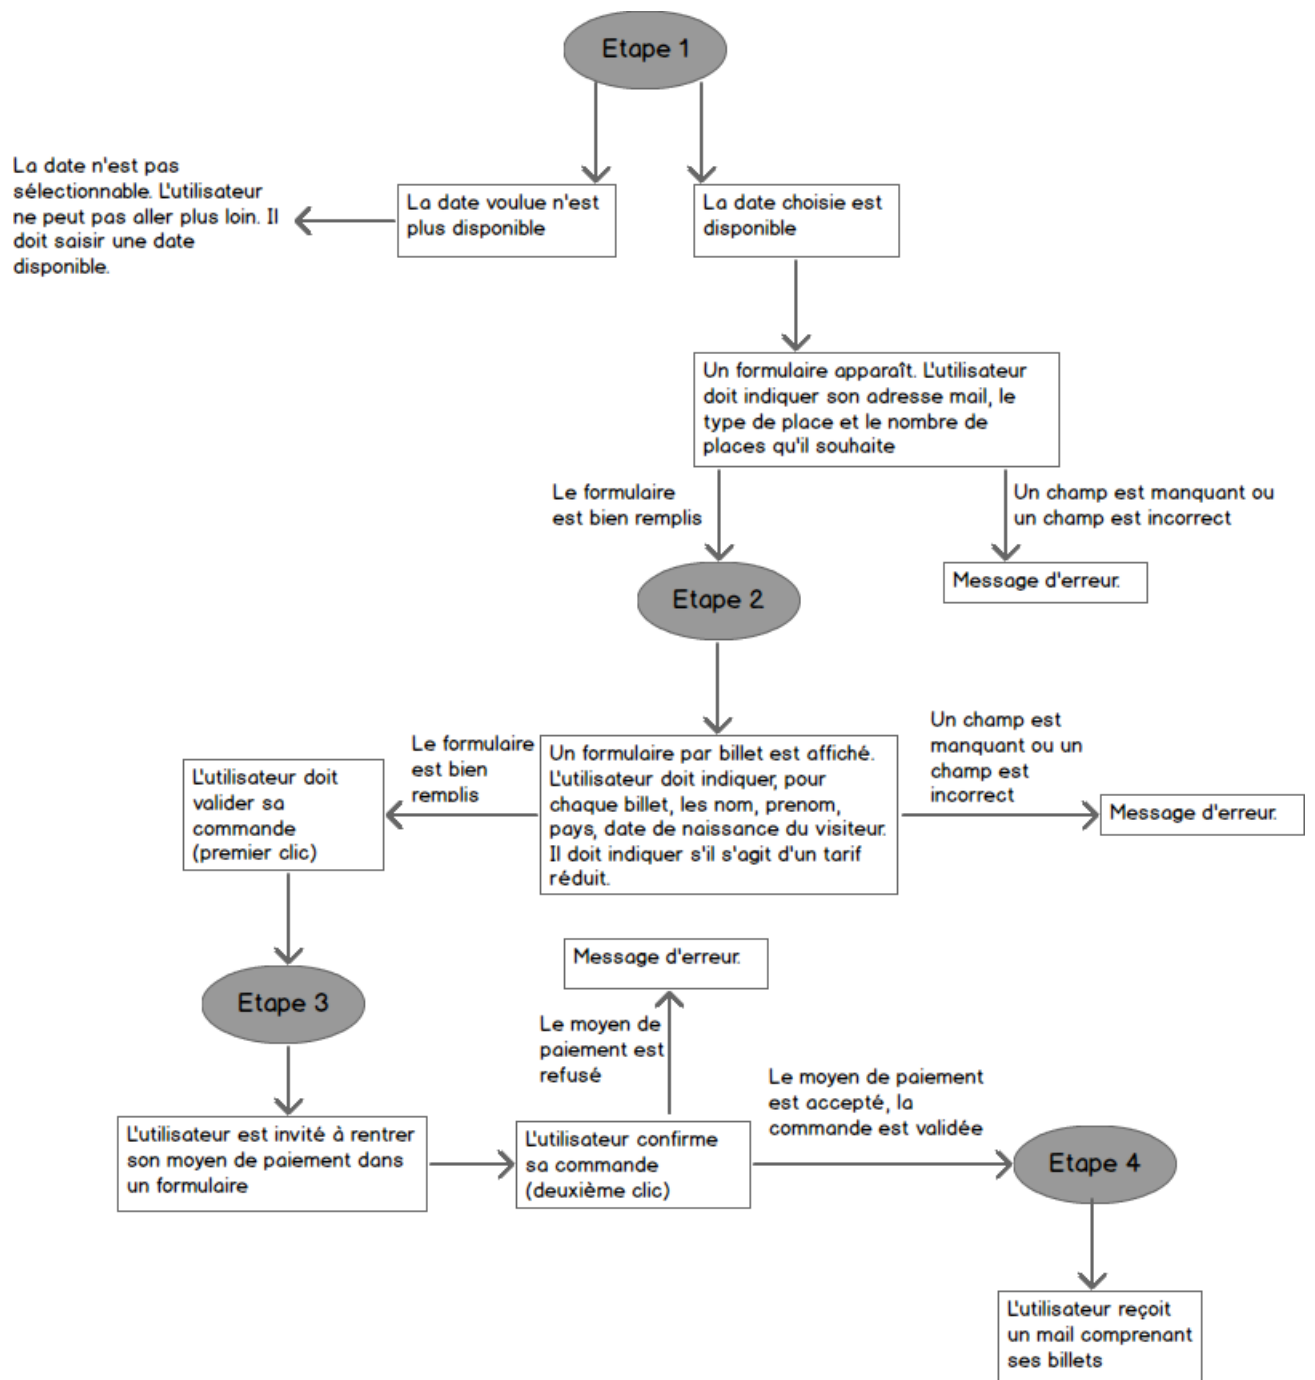 Etape 1
La date n'est pas
sélectionnable. L'utilisateur
ne peut pas aller plus loin. Il
doit saisir une date
disponible.
La date voulue n'est
plus disponible
La date choisie est
disponible
Un formulaire apparaît. L'utilisateur
doit indiquer son adresse mail, le
type de place et le nombre de
places qu'il souhaite
Le formulaire
est bien remplis
Un champ est manquant ou
un champ est incorrect
Message d'erreur.
Etape 2
Le formulaire
est bien
remplis
Un formulaire par billet est affiché.
L'utilisateur doit indiquer, pour
chaque billet, les nom, prenom,
pays, date de naissance du visiteur.
Il doit indiquer s'il s'agit d'un tarif
réduit.
Un champ est
manquant ou un
champ est
incorrect
Message d'erreur.
L'utilisateur doit
valider sa
commande
(premier clic)
Etape 3
Message d'erreur.
Le moyen de
paiement est
refusé
L'utilisateur est invité à rentrer
son moyen de paiement dans
un formulaire
L'utilisateur confirme
sa commande
(deuxième clic)
Le moyen de paiement
est accepté, la
commande est validée
Etape 4
L'utilisateur reçoit
un mail comprenant
ses billets